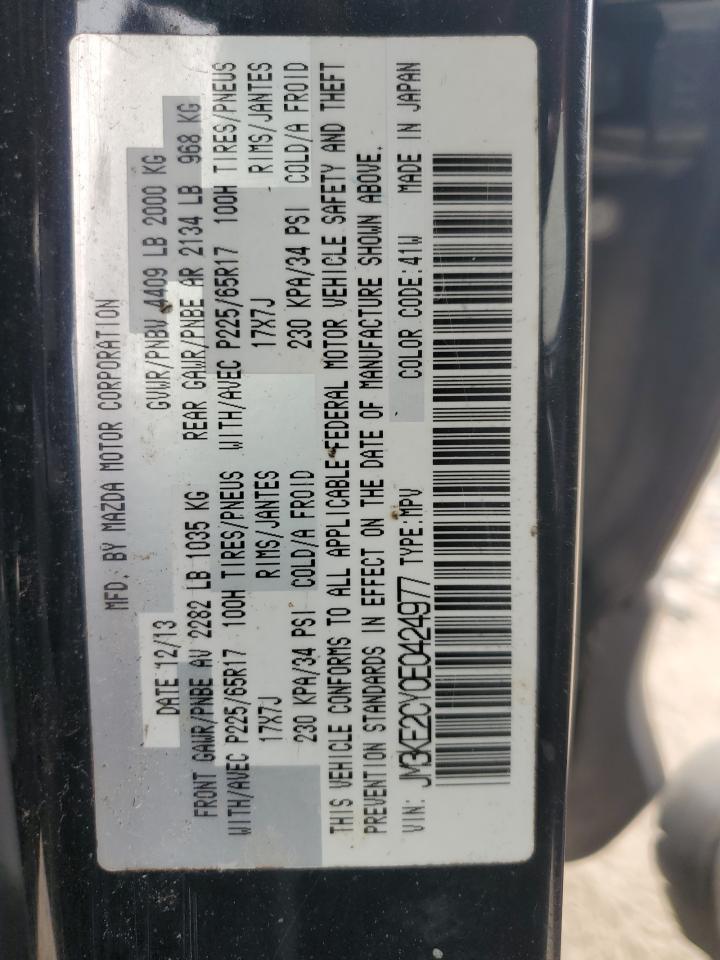 MFD. BY MAZDA MOTOR CORPORATION
DATE 12/13 GVWR/PNBV 4409 LB 2000 KG
FRONT GAWR/PNBE AV 2282 LB 1035 KG REAR GAWR/PNBE AR 2134 LB 968 KG
WITH/AVEC P225/65R17 100H TIRES/PNEUS WITH/AVEC P225/65R17 100H TIRES/PNEUS
17X7J RIMS/JANTES 17X7J RIMS/JANTES
230 KPA/34 PSI COLD/A FROID 230 KPA/34 PSI COLD/A FROID
THIS VEHICLE CONFORMS TO ALL APPLICABLE FEDERAL MOTOR VEHICLE SAFETY AND THEFT
PREVENTION STANDARDS IN EFFECT ON THE DATE OF MANUFACTURE SHOWN ABOVE.
VIN: JM3KE2CY0E0424977 TYPE:MPV COLOR CODE:41W MADE IN JAPAN